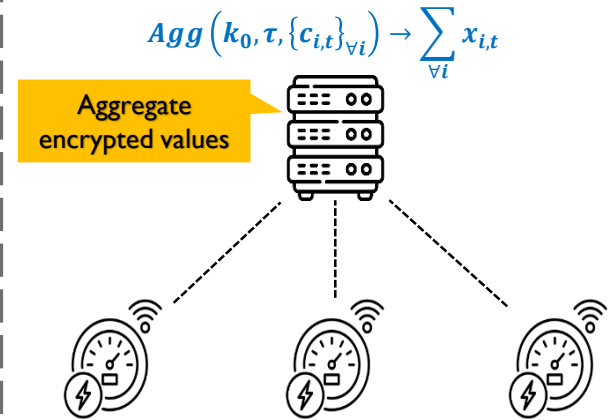 Agg(k₀, τ, {cᵢ,ₜ}∀ᵢ) → ∑∀ᵢ xᵢ,ₜ
Aggregate
encrypted values